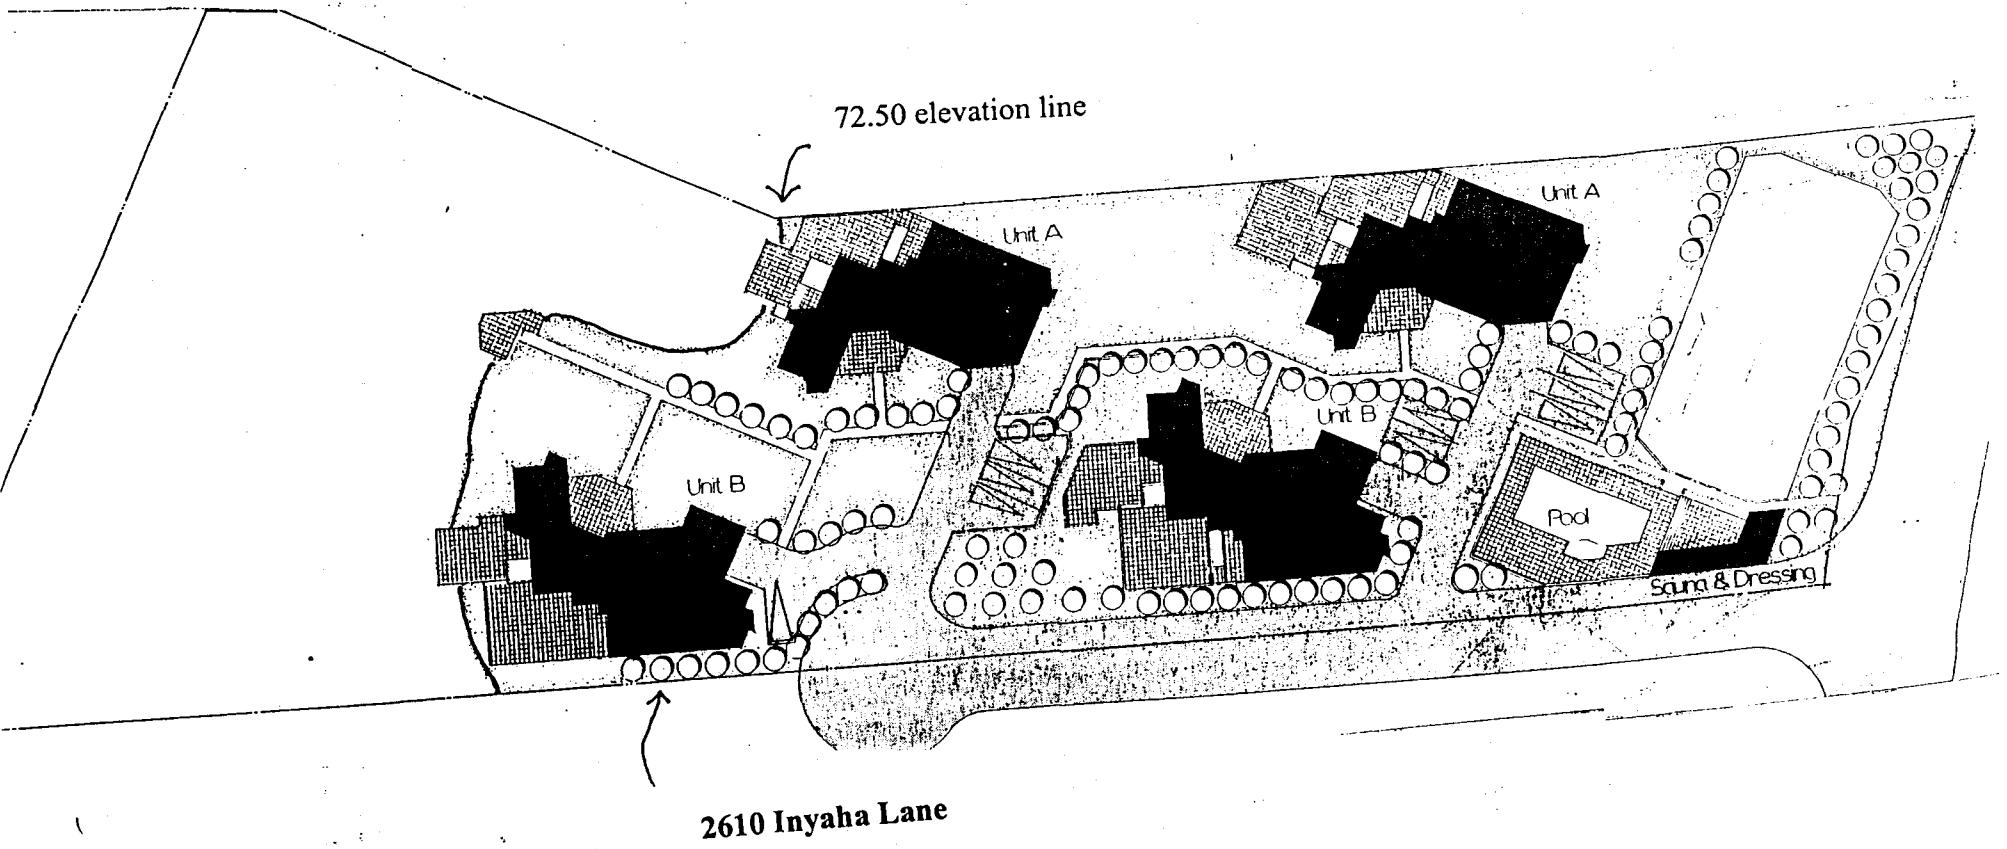 72.50 elevation line
Unit A
Unit A
Unit B
Unit B
Pool
Sauna & Dressing
2610 Inyaha Lane